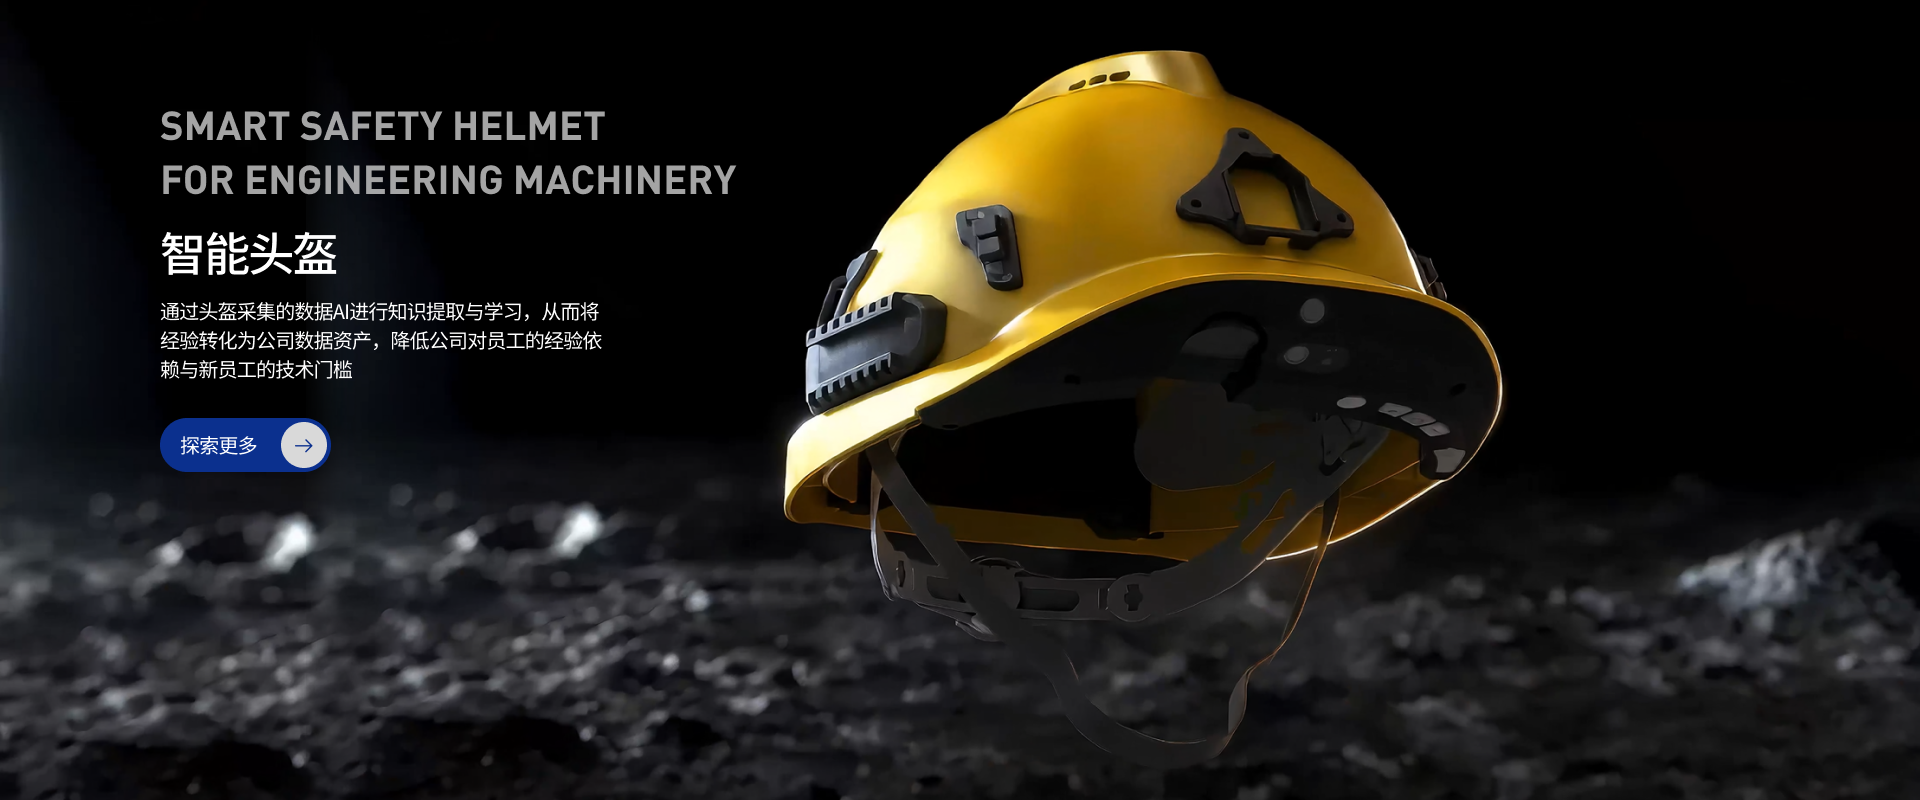 SMART SAFETY HELMET
FOR ENGINEERING MACHINERY
智能头盔
通过头盔采集的数据AI进行知识提取与学习，从而将
经验转化为公司数据资产，降低公司对员工的经验依
赖与新员工的技术门槛
探索更多